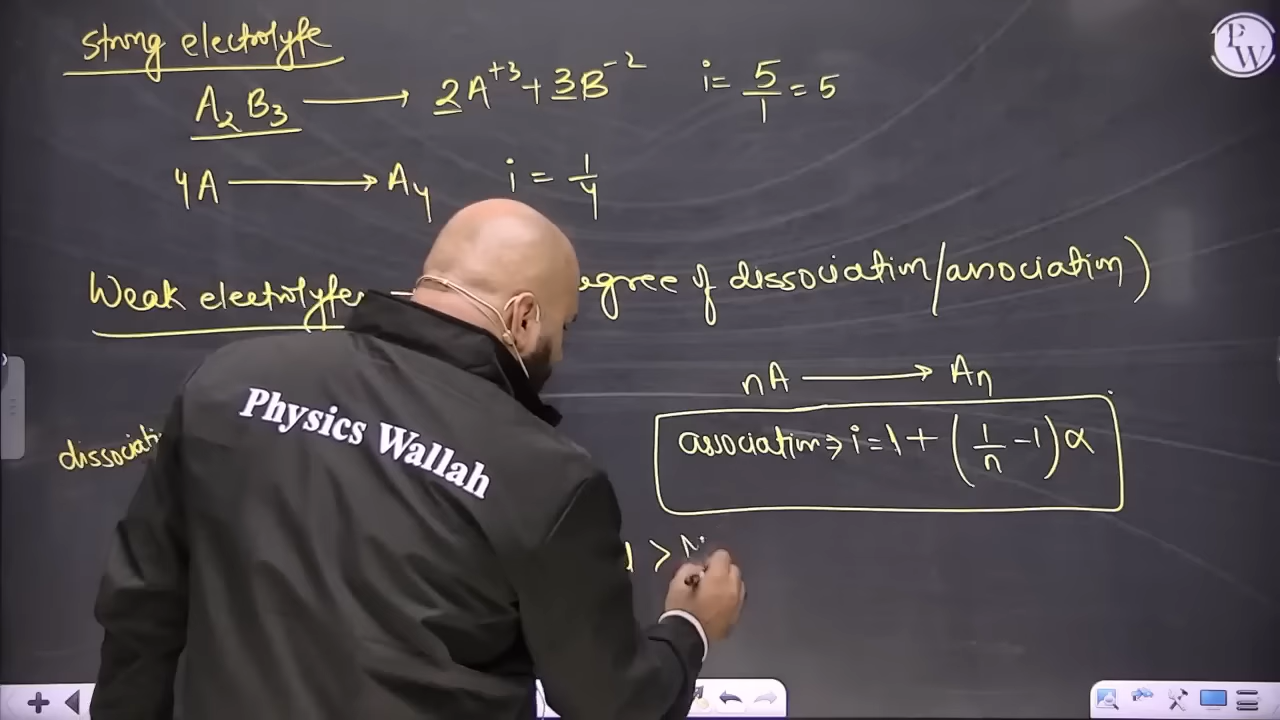 strong electrolyte
A₂B₃ → 2A⁺³ + 3B⁻² i = 5/1 = 5
4A → A₄ i = 1/4
Weak electrolyte egree of dissociation/association)
nA → Aₙ
dissociati association ⇒ i = 1 + (1/n − 1)α
>
Physics Wallah
PW